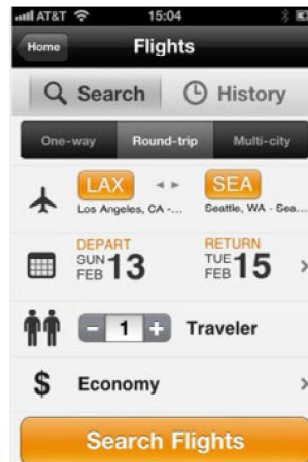 AT&T 15:04
Home Flights
Search History
One-way Round-trip Multi-city
LAX SEA
Los Angeles, CA -... Seattle, WA - Sea...
DEPART RETURN
SUN FEB 13 TUE FEB 15
- 1 + Traveler
$ Economy
Search Flights